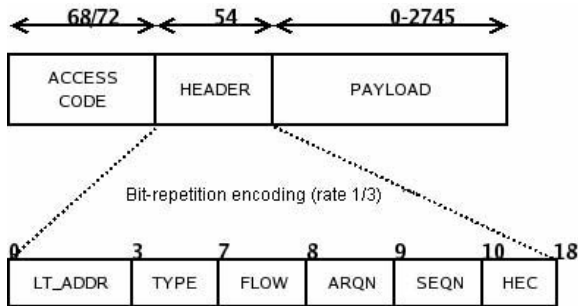 68/72 54 0-2745
ACCESS
CODE
HEADER
PAYLOAD
Bit-repetition encoding (rate 1/3)
0 3 7 8 9 10 18
LT_ADDR TYPE FLOW ARQN SEQN HEC